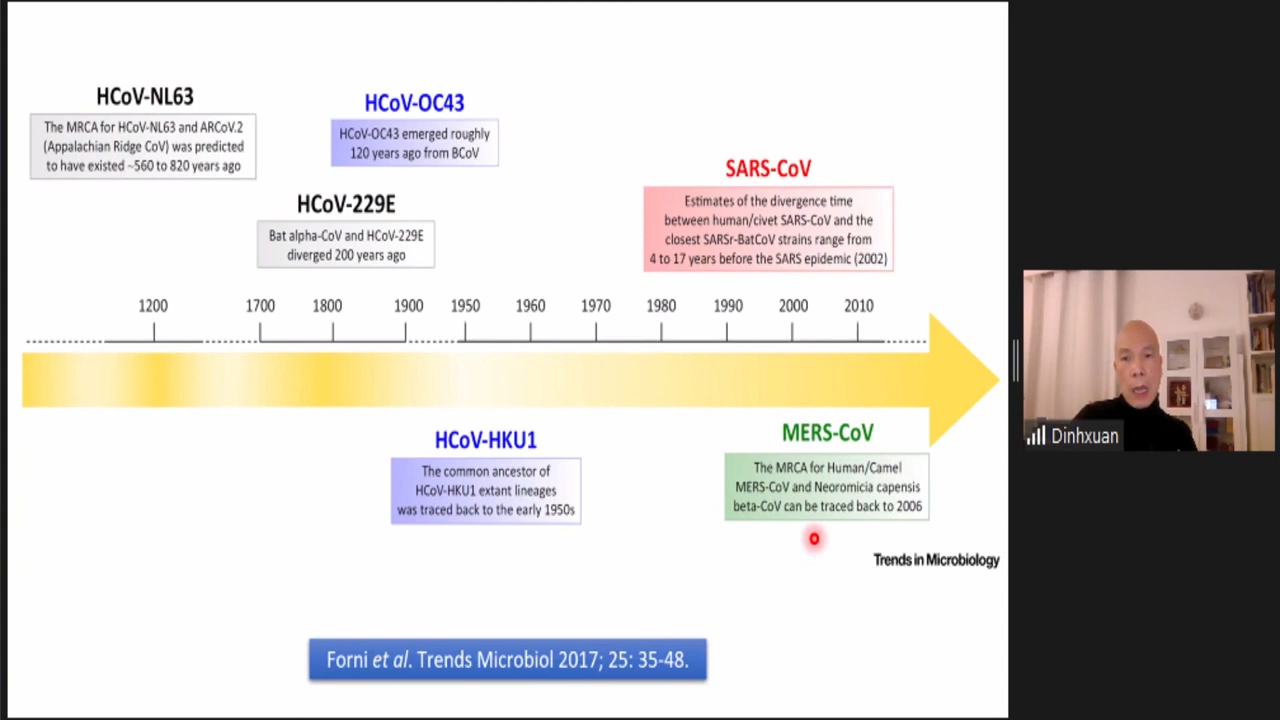 HCoV-NL63
The MRCA for HCoV-NL63 and ARCoV.2
(Appalachian Ridge CoV) was predicted
to have existed ~560 to 820 years ago
HCoV-OC43
HCoV-OC43 emerged roughly
120 years ago from BCoV
HCoV-229E
Bat alpha-CoV and HCoV-229E
diverged 200 years ago
SARS-CoV
Estimates of the divergence time
between human/civet SARS-CoV and the
closest SARSr-BatCoV strains range from
4 to 17 years before the SARS epidemic (2002)
1200 1700 1800 1900 1950 1960 1970 1980 1990 2000 2010
HCoV-HKU1
The common ancestor of
HCoV-HKU1 extant lineages
was traced back to the early 1950s
MERS-CoV
The MRCA for Human/Camel
MERS-CoV and Neoromicia capensis
beta-CoV can be traced back to 2006
Trends in Microbiology
Forni et al. Trends Microbiol 2017; 25: 35-48.
Dinhxuan